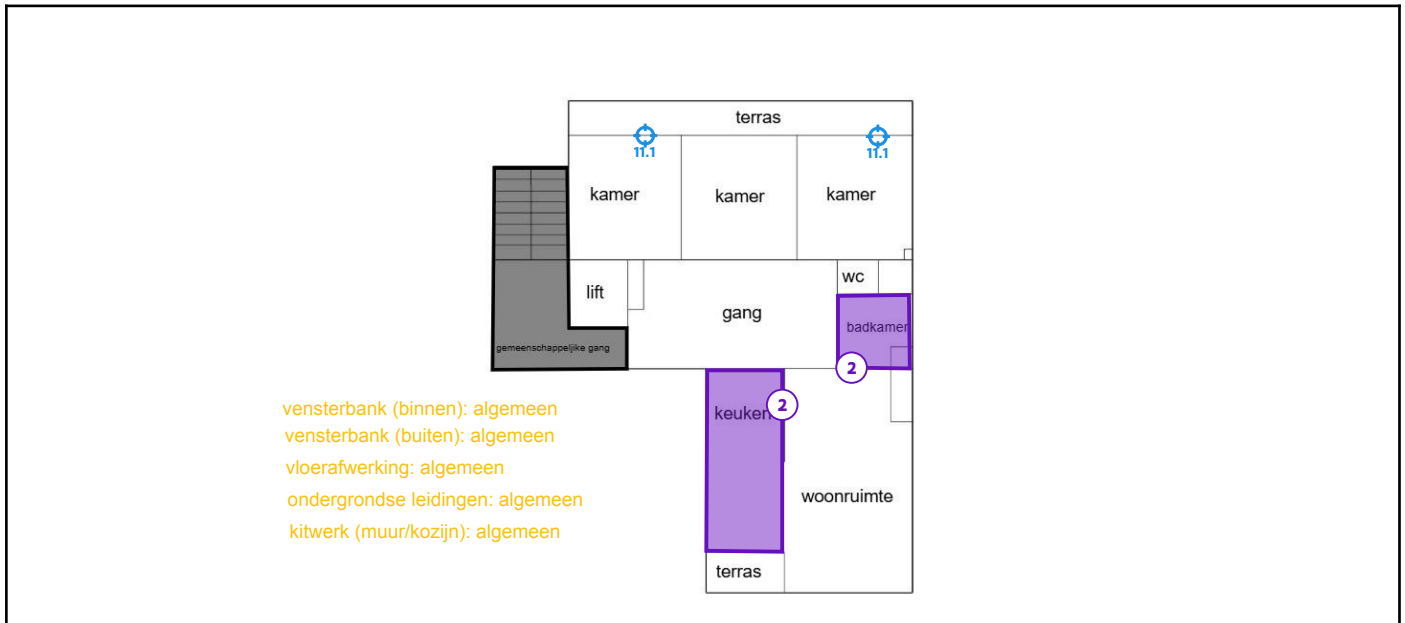 terras
11.1
11.1
kamer
kamer
kamer
lift
wc
gang
badkamer
gemeenschappelijke gang
2
2
keuken
vensterbank (binnen): algemeen
vensterbank (buiten): algemeen
vloerafwerking: algemeen
ondergrondse leidingen: algemeen
kitwerk (muur/kozijn): algemeen
woonruimte
terras